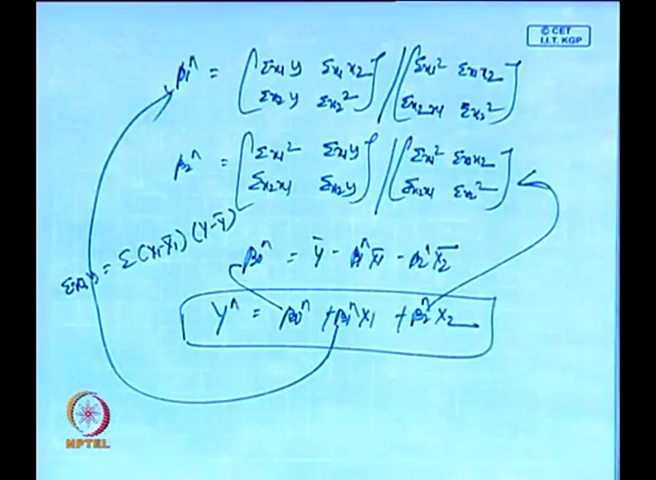 © CET
I.I.T. KGP
β1^ = [ Σx1y Σx1x2 / [ Σx1² Σx1x2
Σx2y Σx2² ] Σx2x1 Σx2² ]
β2^ = [ Σx1² Σx1y / [ Σx1² Σx1x2
Σx2x1 Σx2y ] Σx2x1 Σx2² ]
Σx1y = Σ(x1-x̄1)(y-ȳ)
β0^ = ȳ - β1^x̄1 - β2^x̄2
Y^ = β0^ + β1^X1 + β2^X2
NPTEL